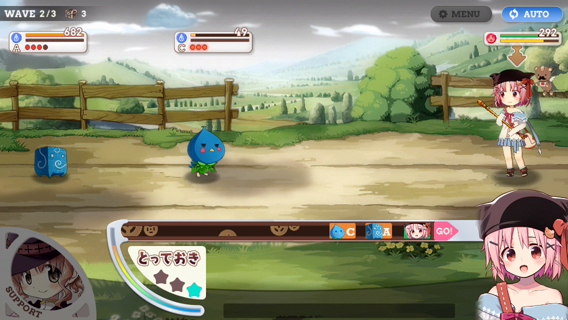 WAVE 2/3 3
MENU
AUTO
682
A
49
C
292
C A GO!
とっておき
SUPPORT